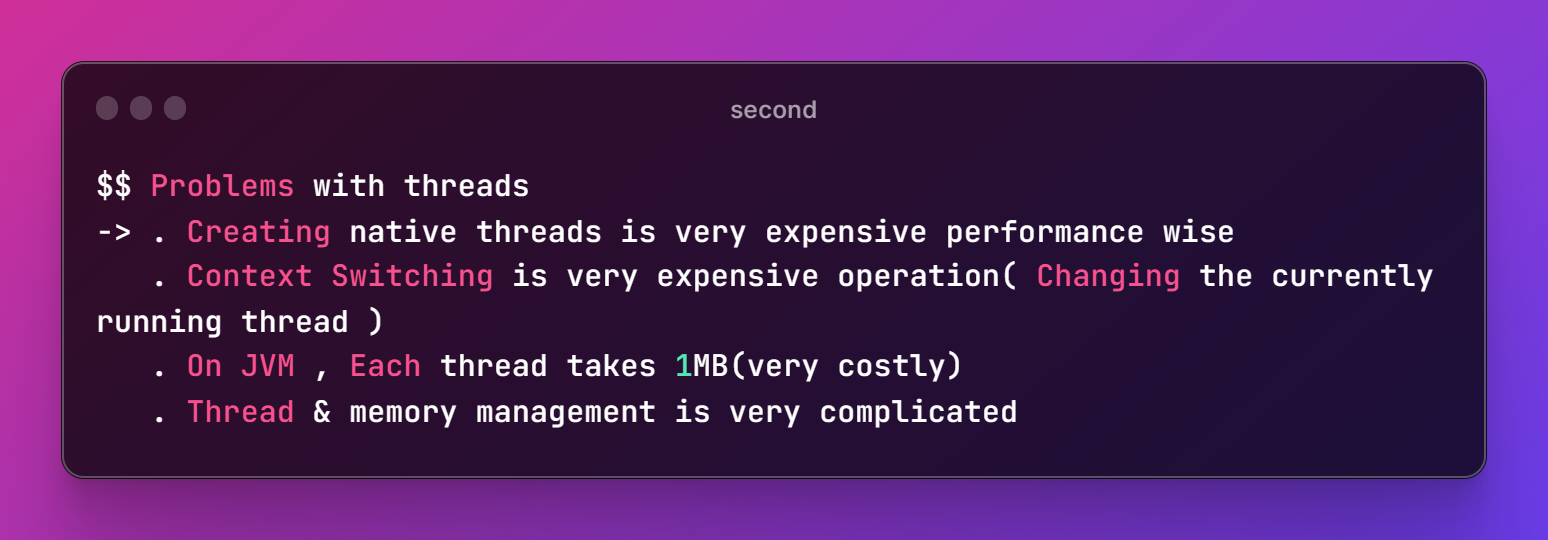 second
$$ Problems with threads
-> . Creating native threads is very expensive performance wise
   . Context Switching is very expensive operation( Changing the currently
running thread )
   . On JVM , Each thread takes 1MB(very costly)
   . Thread & memory management is very complicated